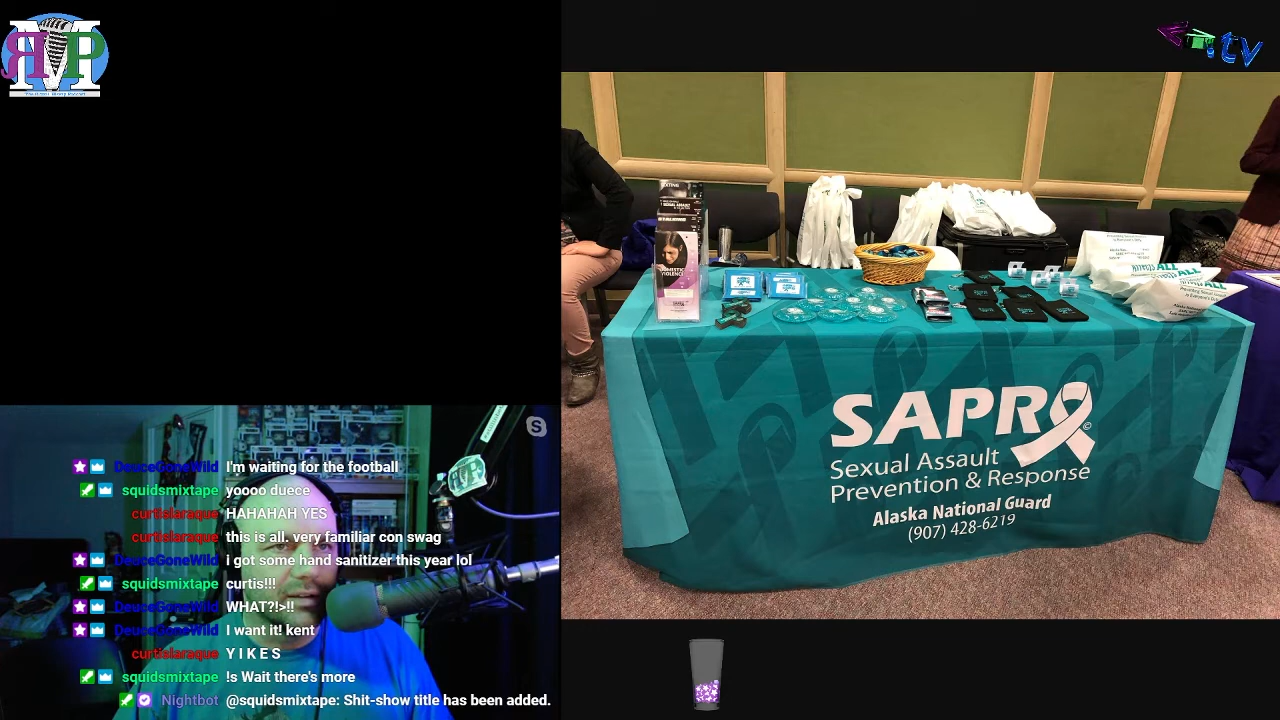 RMP
tv
DOMESTIC
VIOLENCE
SAPR
Sexual Assault
Prevention & Response
Alaska National Guard
(907) 428-6219
DeuceGoneWild I'm waiting for the football
squidsmixtape yoooo duece
curtislaraque HAHAHAH YES
curtislaraque this is all. very familiar con swag
DeuceGoneWild i got some hand sanitizer this year lol
squidsmixtape curtis!!!
DeuceGoneWild WHAT?!>!!
DeuceGoneWild I want it! kent
curtislaraque Y I K E S
squidsmixtape !s Wait there's more
Nightbot @squidsmixtape: Shit-show title has been added.